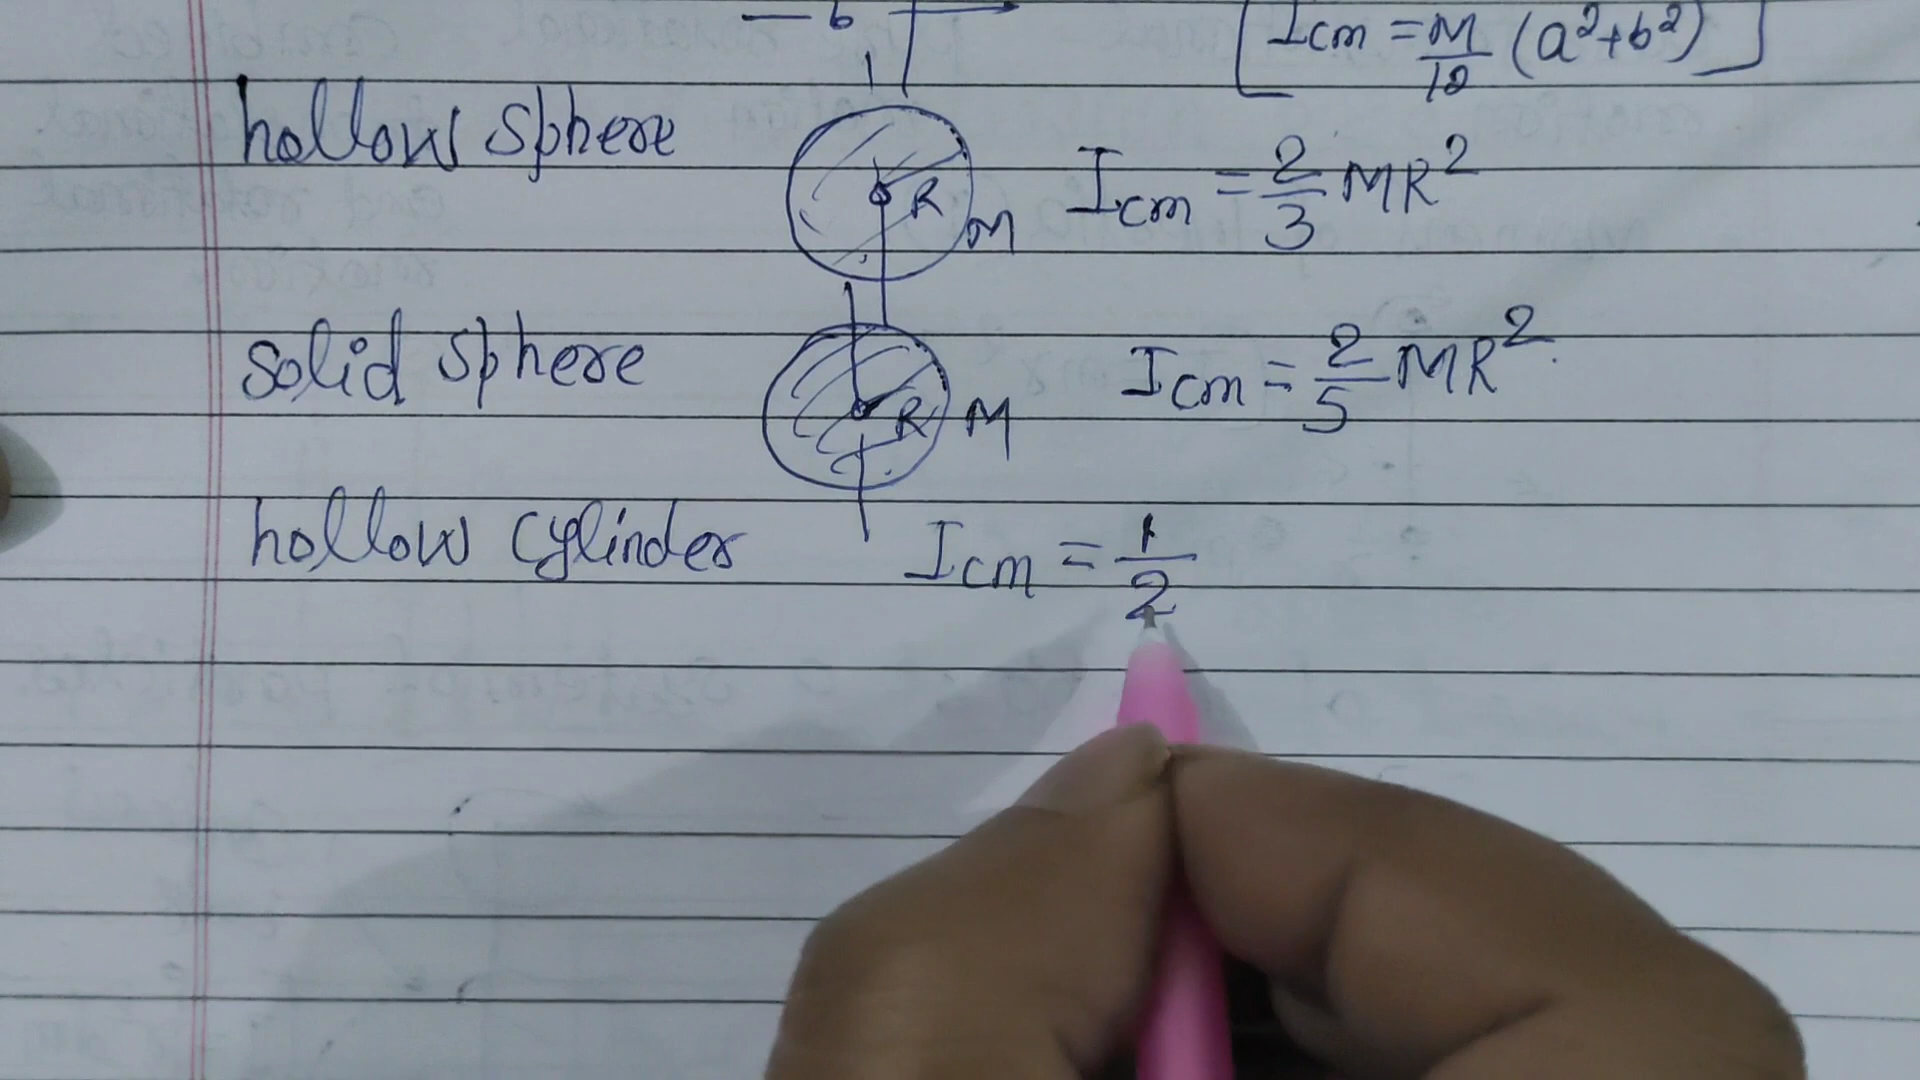 b
[Icm = M/12 (a²+b²)]
hollow sphere R M Icm = 2/3 MR²
solid sphere R M Icm = 2/5 MR²
hollow cylinder Icm = 1/2